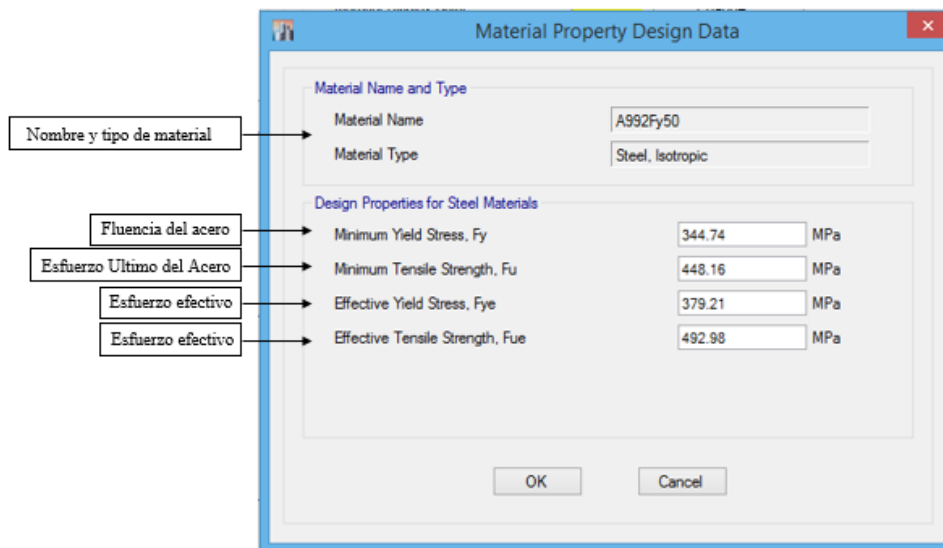 Material Property Design Data
Material Name and Type
Nombre y tipo de material
Material Name A992Fy50
Material Type Steel, Isotropic
Design Properties for Steel Materials
Fluencia del acero
Minimum Yield Stress, Fy 344.74 MPa
Esfuerzo Ultimo del Acero
Minimum Tensile Strength, Fu 448.16 MPa
Esfuerzo efectivo
Effective Yield Stress, Fye 379.21 MPa
Esfuerzo efectivo
Effective Tensile Strength, Fue 492.98 MPa
OK Cancel